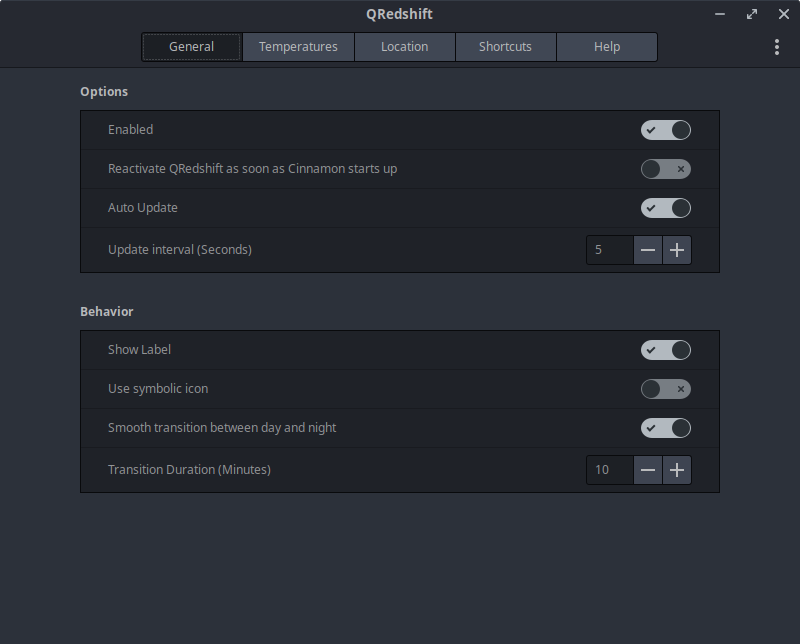 QRedshift
General
Temperatures
Location
Shortcuts
Help
Options
Enabled
Reactivate QRedshift as soon as Cinnamon starts up
Auto Update
Update interval (Seconds)
5
Behavior
Show Label
Use symbolic icon
Smooth transition between day and night
Transition Duration (Minutes)
10